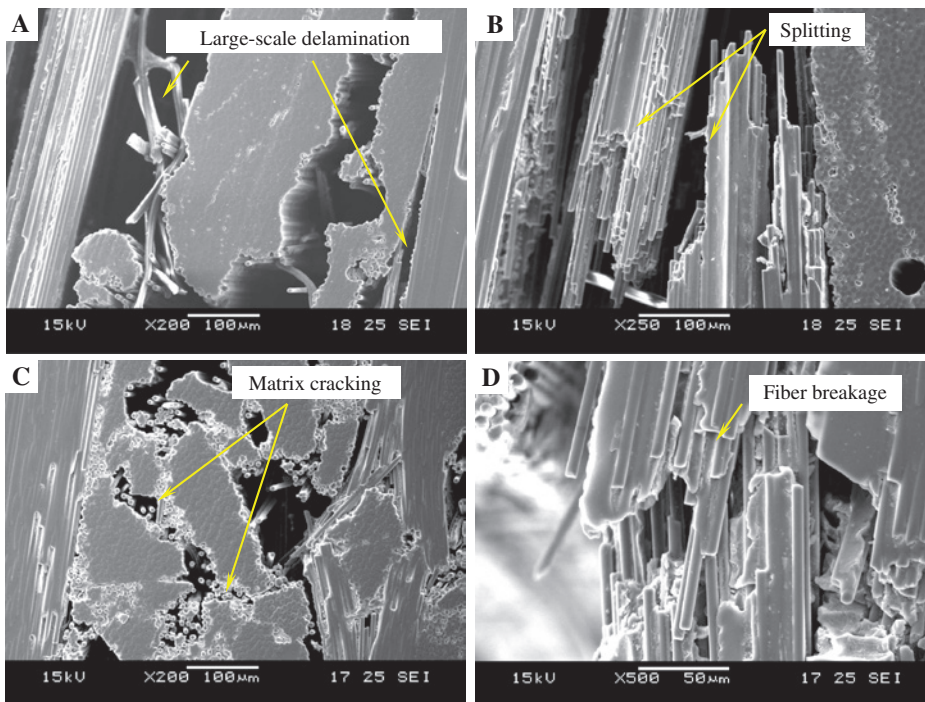 A
Large-scale delamination
15kV X200 100µm 18 25 SEI
B
Splitting
15kV X250 100µm 18 25 SEI
C
Matrix cracking
15kV X200 100µm 17 25 SEI
D
Fiber breakage
15kV X500 50µm 17 25 SEI